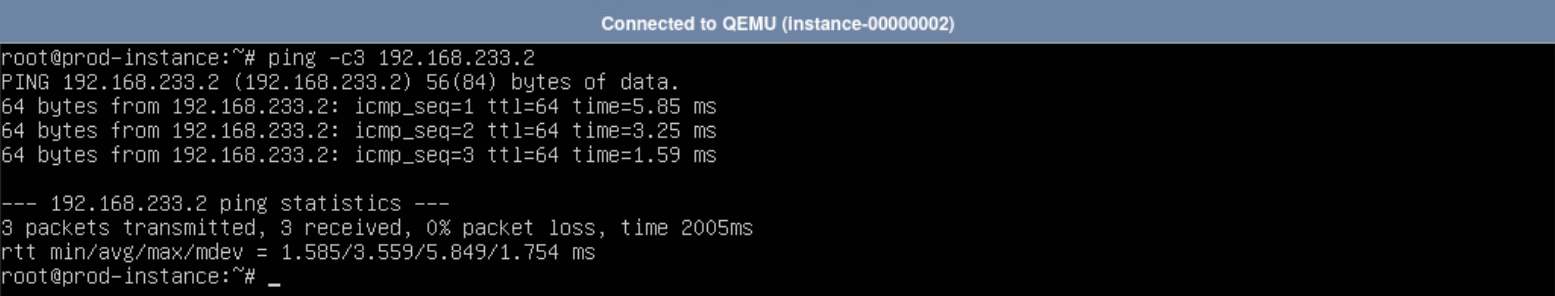 Connected to QEMU (instance-00000002)
root@prod-instance:~# ping -c3 192.168.233.2
PING 192.168.233.2 (192.168.233.2) 56(84) bytes of data.
64 bytes from 192.168.233.2: icmp_seq=1 ttl=64 time=5.85 ms
64 bytes from 192.168.233.2: icmp_seq=2 ttl=64 time=3.25 ms
64 bytes from 192.168.233.2: icmp_seq=3 ttl=64 time=1.59 ms
--- 192.168.233.2 ping statistics ---
3 packets transmitted, 3 received, 0% packet loss, time 2005ms
rtt min/avg/max/mdev = 1.585/3.559/5.849/1.754 ms
root@prod-instance:~# _